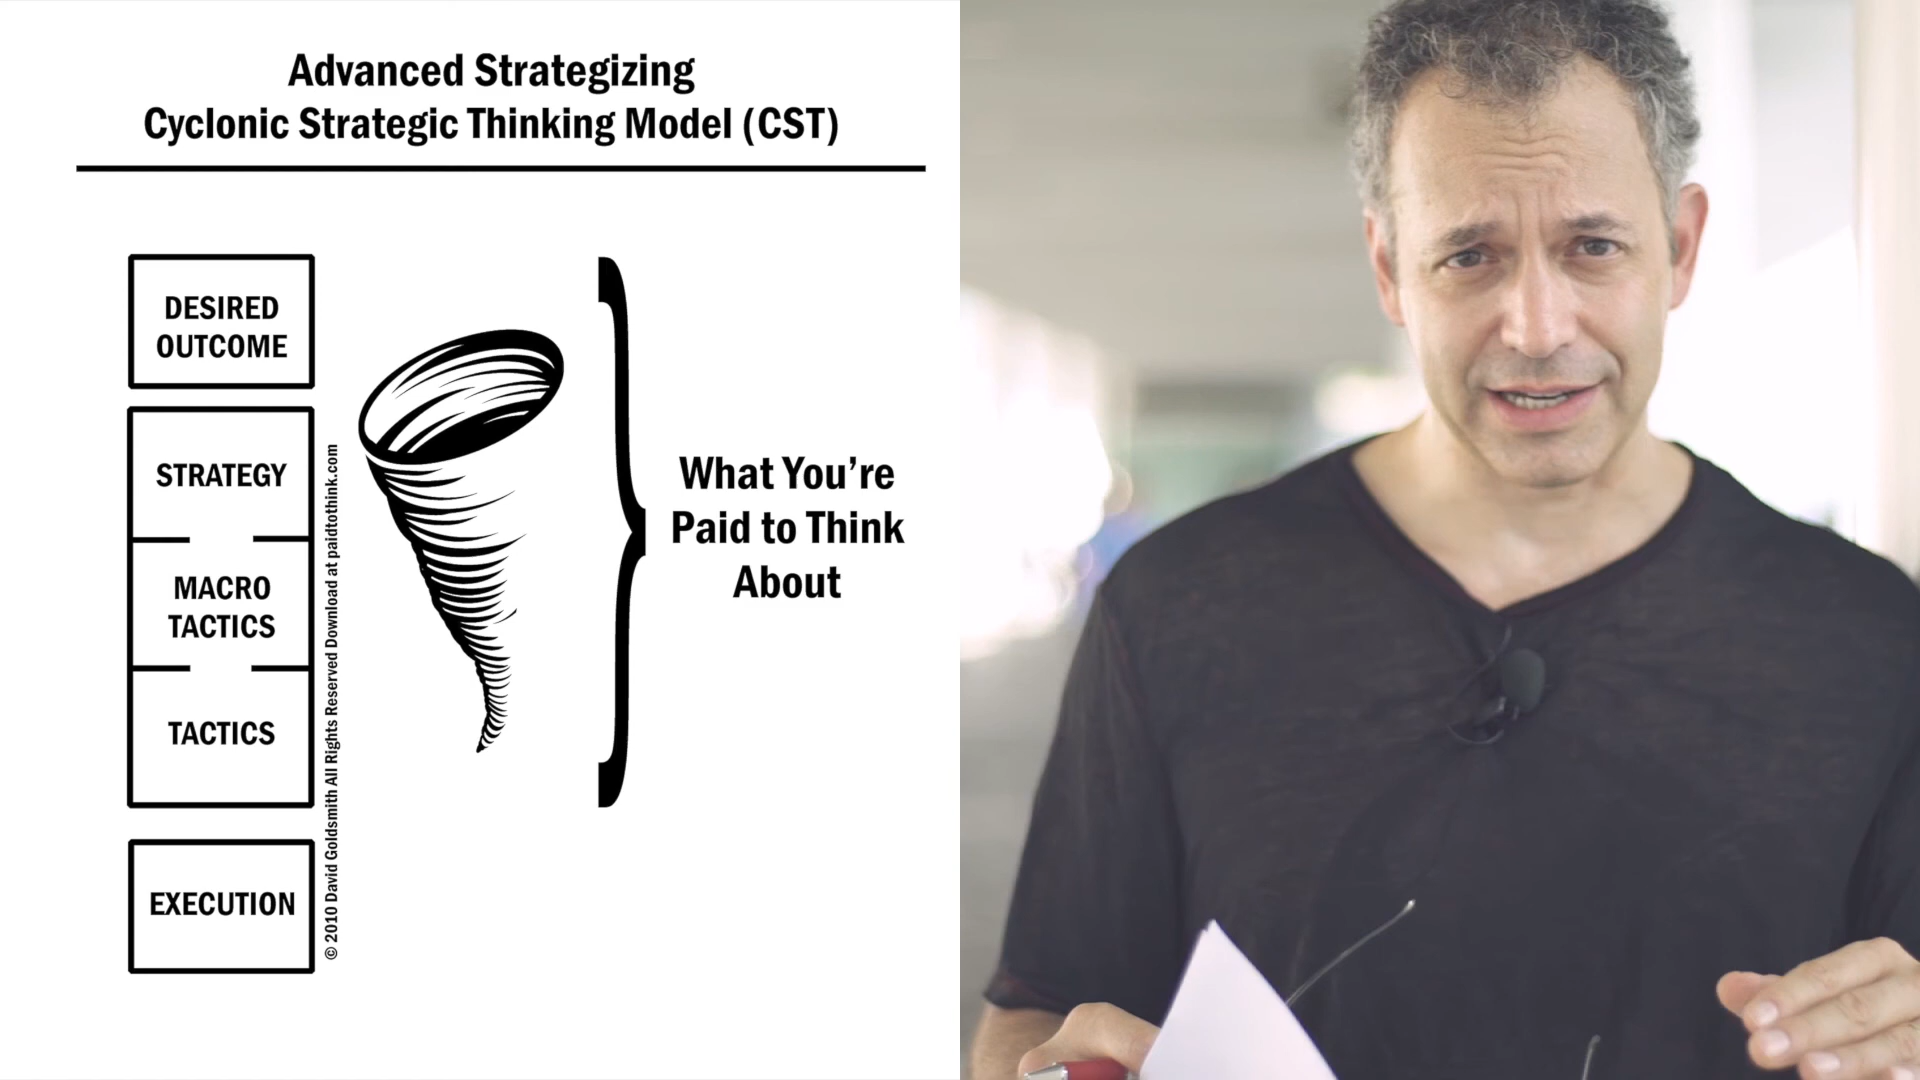 Advanced Strategizing
Cyclonic Strategic Thinking Model (CST)
DESIRED
OUTCOME
STRATEGY
MACRO
TACTICS
TACTICS
EXECUTION
© 2010 David Goldsmith All Rights Reserved Download at paidtothink.com
What You’re
Paid to Think
About